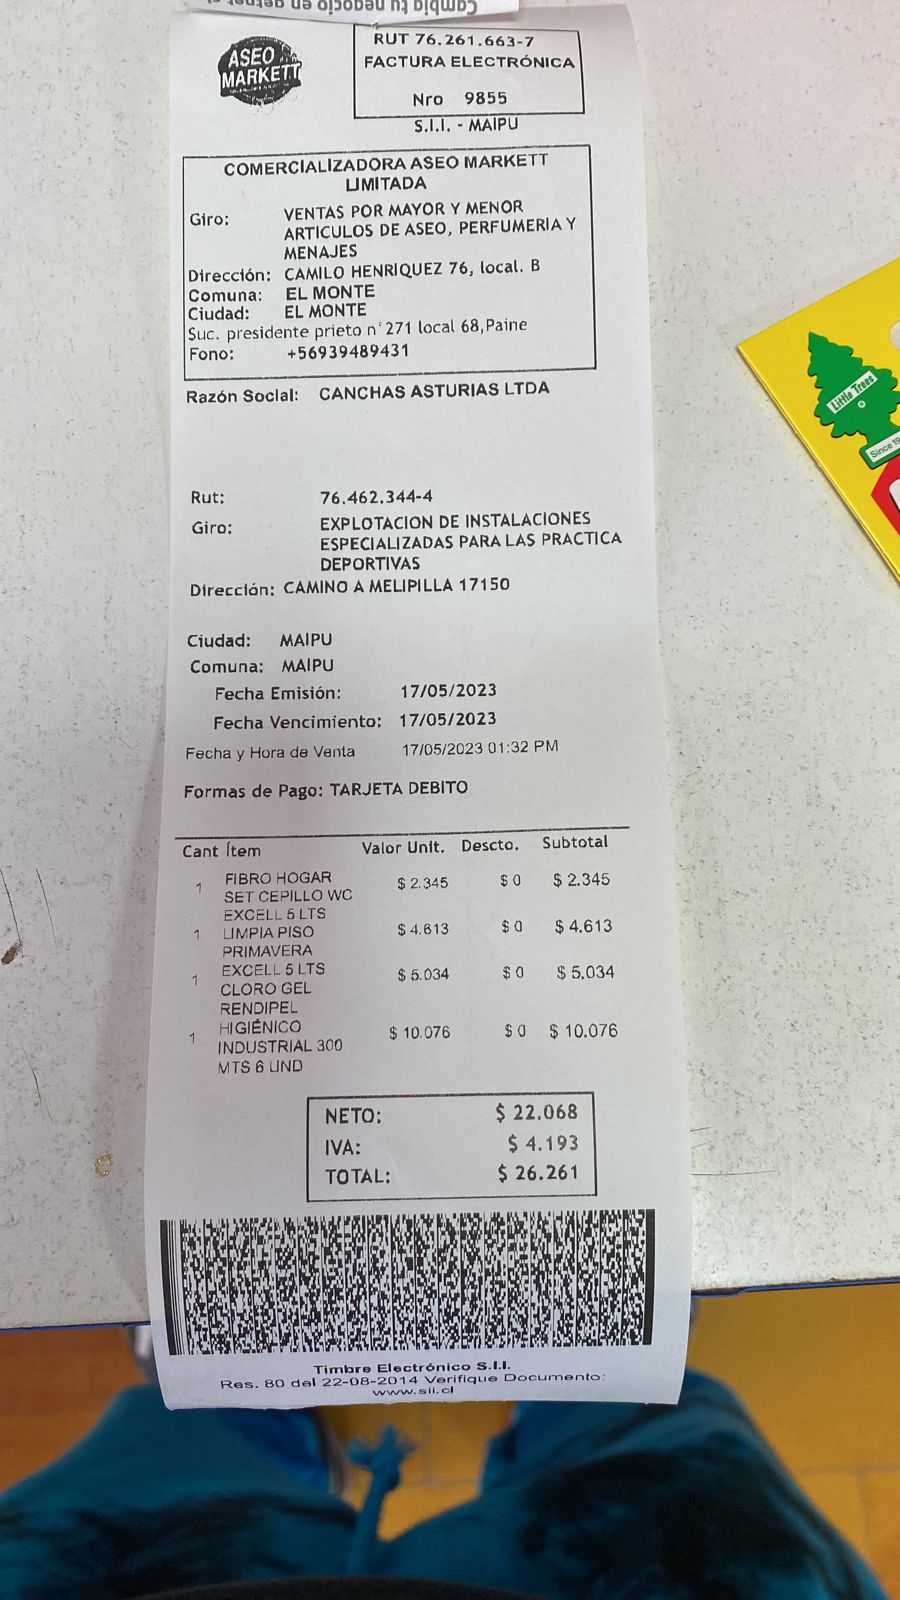 Cambia tu negocio en getnet.cl
ASEO
MARKETT
RUT 76.261.663-7
FACTURA ELECTRÓNICA
Nro 9855
S.I.I. - MAIPU
COMERCIALIZADORA ASEO MARKETT
LIMITADA
Giro: VENTAS POR MAYOR Y MENOR
ARTICULOS DE ASEO, PERFUMERIA Y
MENAJES
Dirección: CAMILO HENRIQUEZ 76, local. B
Comuna: EL MONTE
Ciudad: EL MONTE
Suc. presidente prieto n°271 local 68,Paine
Fono: +56939489431
Razón Social: CANCHAS ASTURIAS LTDA
Rut: 76.462.344-4
Giro: EXPLOTACION DE INSTALACIONES
ESPECIALIZADAS PARA LAS PRACTICA
DEPORTIVAS
Dirección: CAMINO A MELIPILLA 17150
Ciudad: MAIPU
Comuna: MAIPU
Fecha Emisión: 17/05/2023
Fecha Vencimiento: 17/05/2023
Fecha y Hora de Venta 17/05/2023 01:32 PM
Formas de Pago: TARJETA DEBITO
Cant Ítem Valor Unit. Descto. Subtotal
1 FIBRO HOGAR $ 2.345 $ 0 $ 2.345
SET CEPILLO WC
EXCELL 5 LTS
1 LIMPIA PISO $ 4.613 $ 0 $ 4.613
PRIMAVERA
1 EXCELL 5 LTS $ 5.034 $ 0 $ 5.034
CLORO GEL
RENDIPEL
1 HIGIÉNICO $ 10.076 $ 0 $ 10.076
INDUSTRIAL 300
MTS 6 UND
NETO: $ 22.068
IVA: $ 4.193
TOTAL: $ 26.261
Timbre Electrónico S.I.I.
Res. 80 del 22-08-2014 Verifique Documento:
www.sii.cl
Little Trees
Since